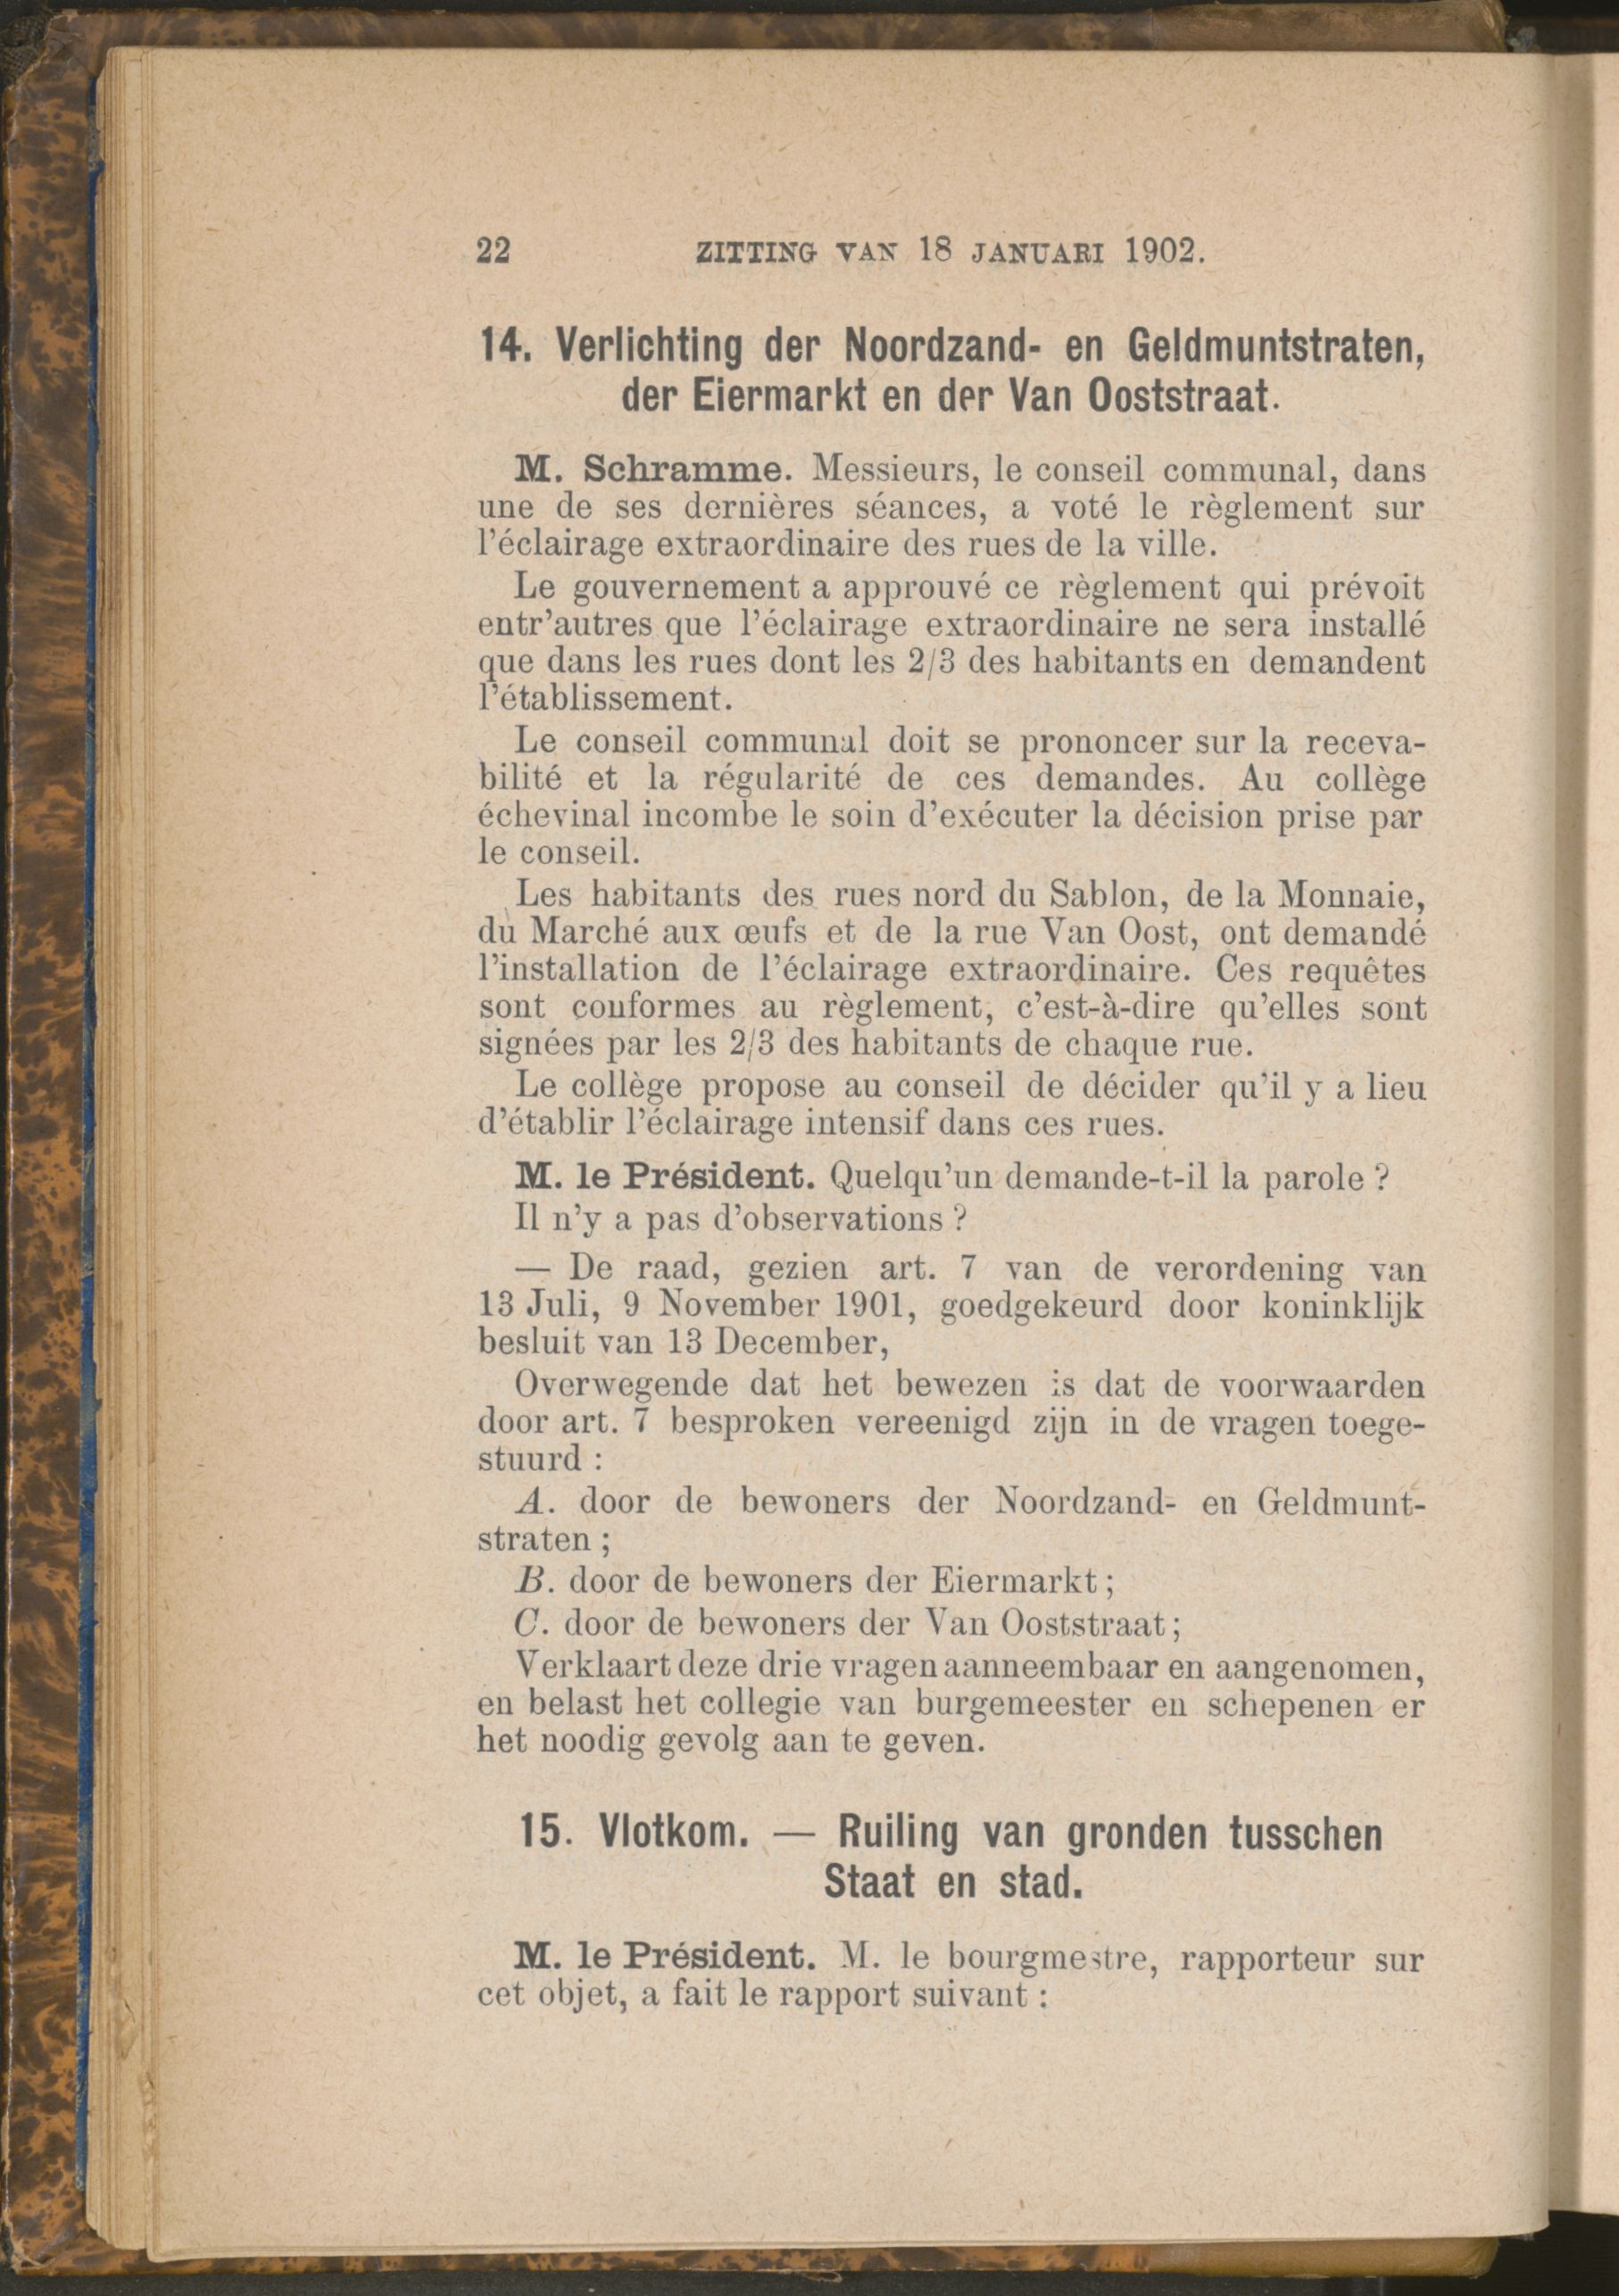 22 ZITTING VAN 18 JANUARI 1902.
14. Verlichting der Noordzand- en Geldmuntstraten,
der Eiermarkt en der Van Ooststraat.
M. Schramme. Messieurs, le conseil communal, dans
une de ses dernières séances, a voté le règlement sur
l'éclairage extraordinaire des rues de la ville.
Le gouvernement a approuvé ce règlement qui prévoit
entr'autres que l'éclairage extraordinaire ne sera installé
que dans les rues dont les 2/3 des habitants en demandent
l'établissement.
Le conseil communal doit se prononcer sur la receva-
bilité et la régularité de ces demandes. Au collège
échevinal incombe le soin d'exécuter la décision prise par
le conseil.
Les habitants des rues nord du Sablon, de la Monnaie,
du Marché aux œufs et de la rue Van Oost, ont demandé
l'installation de l'éclairage extraordinaire. Ces requêtes
sont conformes au règlement, c'est-à-dire qu'elles sont
signées par les 2/3 des habitants de chaque rue.
Le collège propose au conseil de décider qu'il y a lieu
d'établir l'éclairage intensif dans ces rues.
M. le Président. Quelqu'un demande-t-il la parole ?
Il n'y a pas d'observations ?
— De raad, gezien art. 7 van de verordening van
13 Juli, 9 November 1901, goedgekeurd door koninklijk
besluit van 13 December,
Overwegende dat het bewezen is dat de voorwaarden
door art. 7 besproken vereenigd zijn in de vragen toege-
stuurd :
A. door de bewoners der Noordzand- en Geldmunt-
straten ;
B. door de bewoners der Eiermarkt ;
C. door de bewoners der Van Ooststraat ;
Verklaart deze drie vragen aanneembaar en aangenomen,
en belast het collegie van burgemeester en schepenen er
het noodig gevolg aan te geven.
15. Vlotkom. — Ruiling van gronden tusschen
Staat en stad.
M. le Président. M. le bourgmestre, rapporteur sur
cet objet, a fait le rapport suivant :